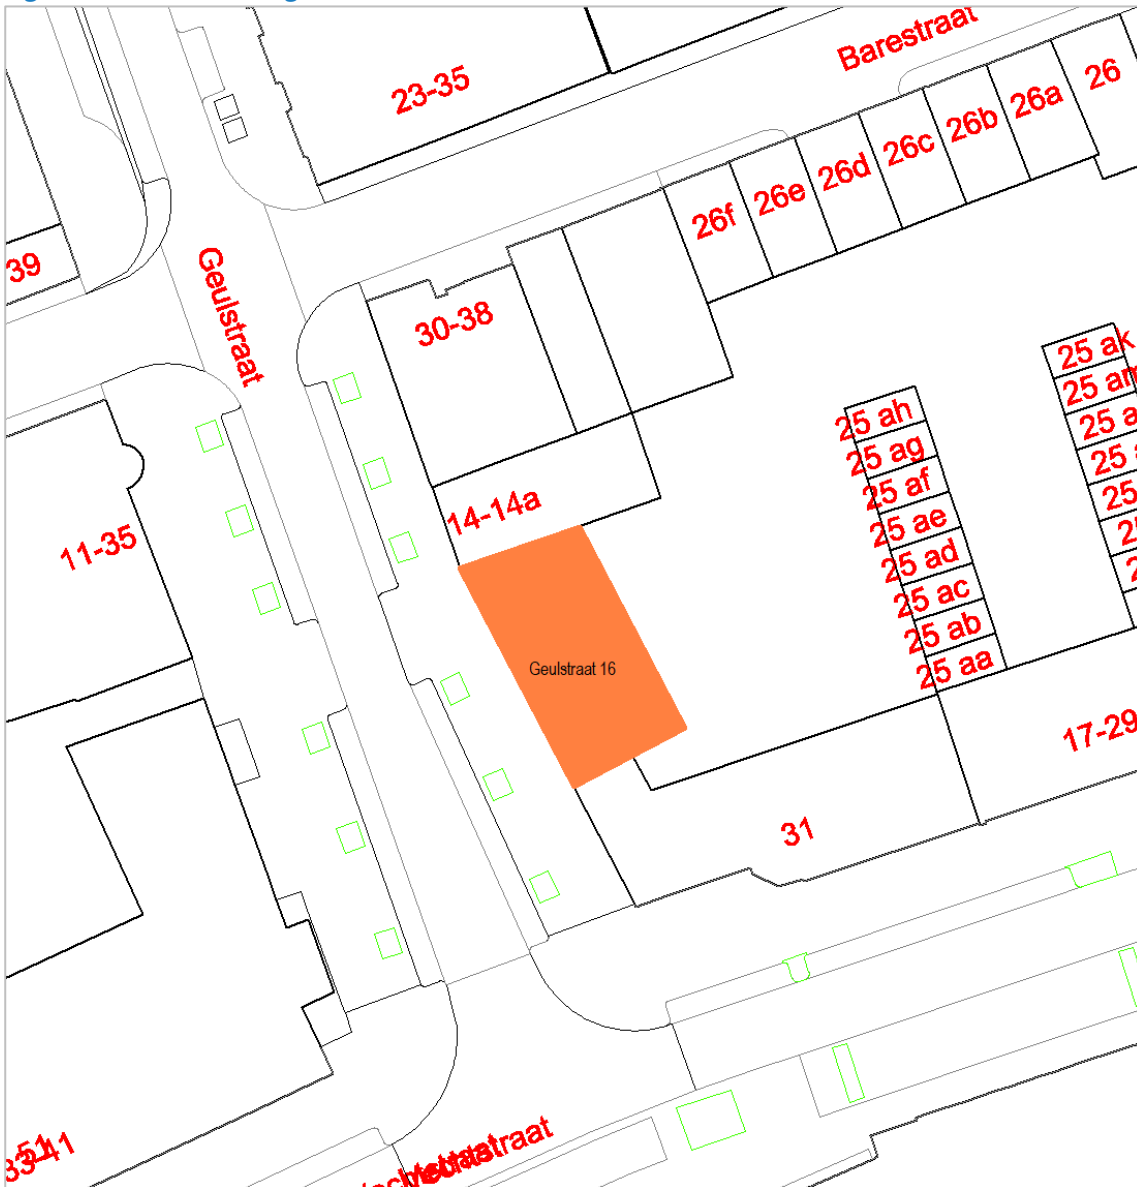 Barestraat
23-35
26
26a
26b
26c
26d
26e
26f
39
Geulstraat
30-38
25 ak
25 ah
25 ag
25 af
25 ae
25 ad
25 ac
25 ab
25 aa
14-14a
11-35
Geulstraat 16
17-29
31